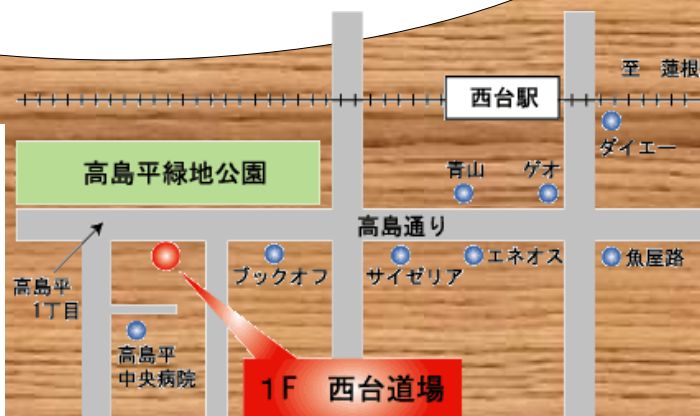 至 蓮根
西台駅
ダイエー
高島平緑地公園
青山
ゲオ
高島通り
高島平
1丁目
ブックオフ
サイゼリア
エネオス
魚屋路
高島平
中央病院
1F 西台道場